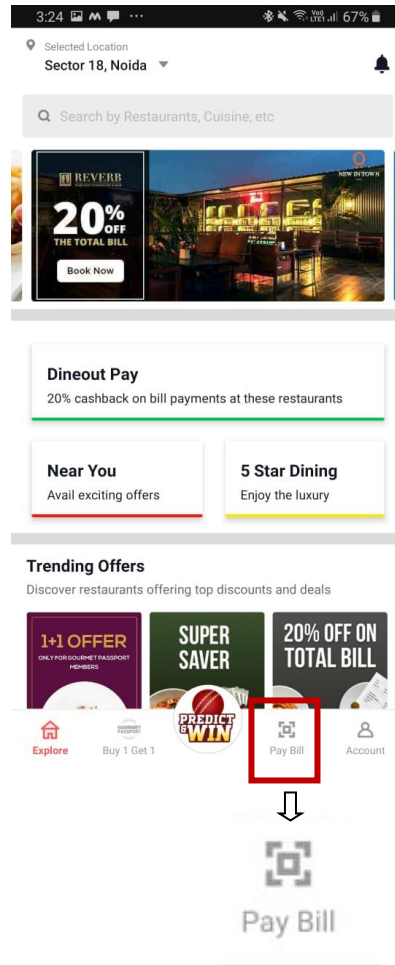 3:24
Vo))
LTE1
67%
Selected Location
Sector 18, Noida
Search by Restaurants, Cuisine, etc
REVERB
20%
OFF
THE TOTAL BILL
Book Now
NEW IN TOWN
Dineout Pay
20% cashback on bill payments at these restaurants
Near You
Avail exciting offers
5 Star Dining
Enjoy the luxury
Trending Offers
Discover restaurants offering top discounts and deals
1+1 OFFER
ONLY FOR GOURMET PASSPORT
MEMBERS
SUPER
SAVER
20% OFF ON
TOTAL BILL
Explore
GOURMET
PASSPORT
Buy 1 Get 1
PREDICT
& WIN
Pay Bill
Account
Pay Bill